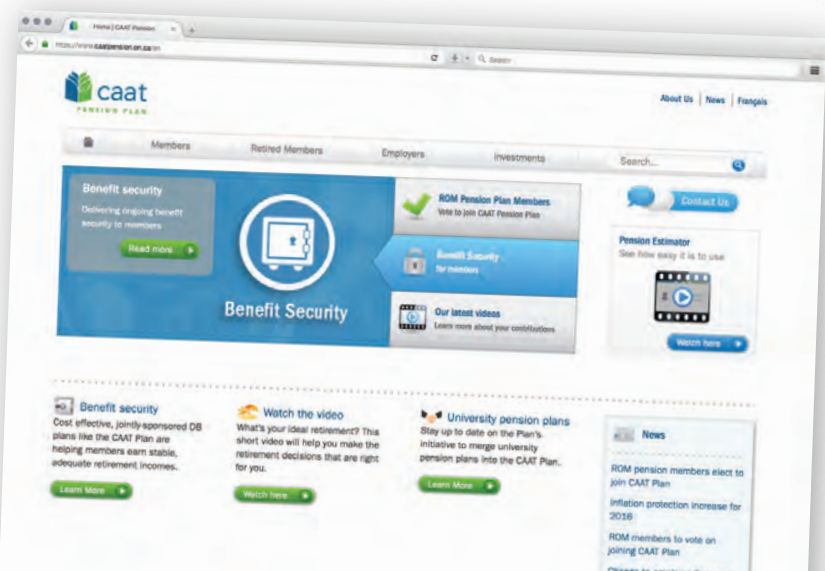 Home | CAAT Pension
https://www.caatpension.on.ca/en
Search
caat
PENSION PLAN
About Us | News | Français
Members
Retired Members
Employers
Investments
Search...
Benefit security
Delivering ongoing benefit
security to members
Read more
Benefit Security
ROM Pension Plan Members
Vote to join CAAT Pension Plan
Benefit Security
for members
Our latest videos
Learn more about your contributions
Contact Us
Pension Estimator
See how easy it is to use
Watch here
Benefit security
Cost effective, jointly-sponsored DB
plans like the CAAT Plan are
helping members earn stable,
adequate retirement incomes.
Learn More
Watch the video
What's your ideal retirement? This
short video will help you make the
retirement decisions that are right
for you.
Watch here
University pension plans
Stay up to date on the Plan's
initiative to merge university
pension plans into the CAAT Plan.
Learn More
News
ROM pension members elect to
join CAAT Plan
Inflation protection increase for
2016
ROM members to vote on
joining CAAT Plan